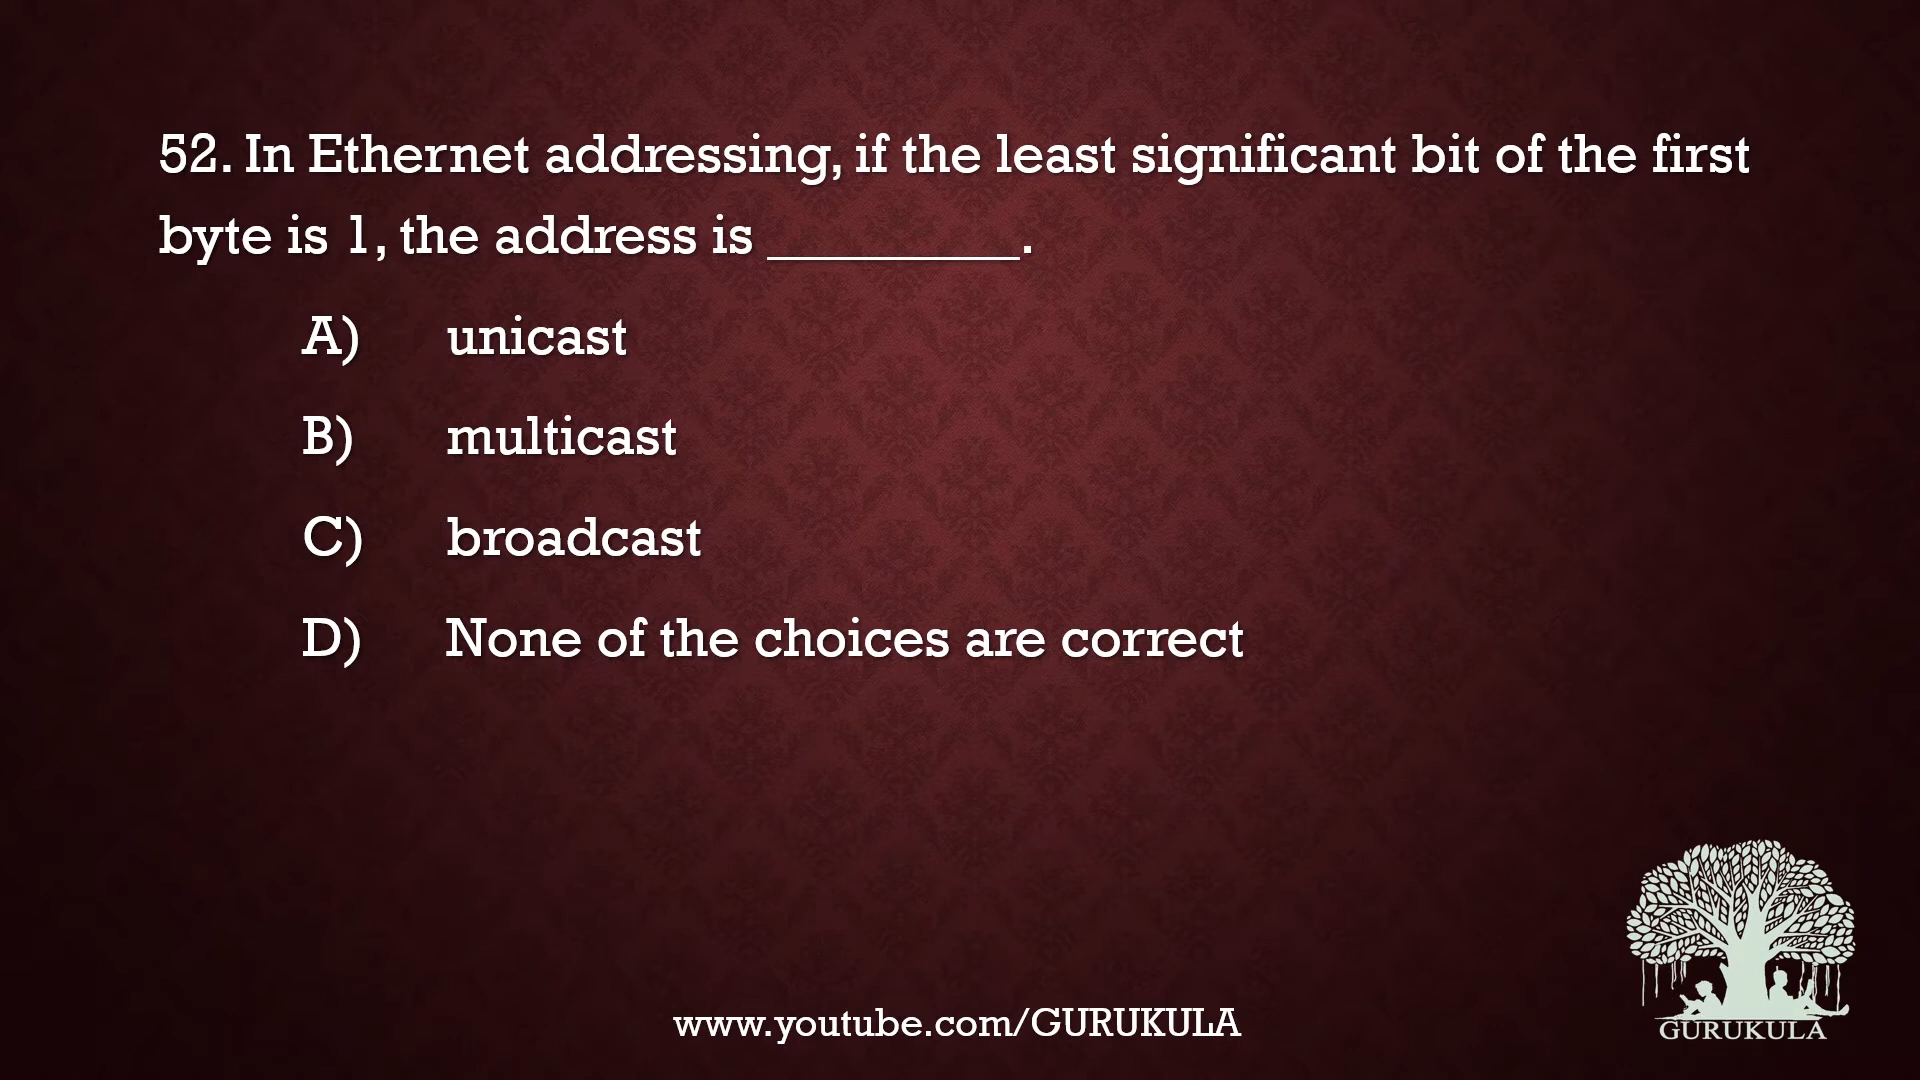 52. In Ethernet addressing, if the least significant bit of the first
byte is 1, the address is __________.
A) unicast
B) multicast
C) broadcast
D) None of the choices are correct
www.youtube.com/GURUKULA
GURUKULA